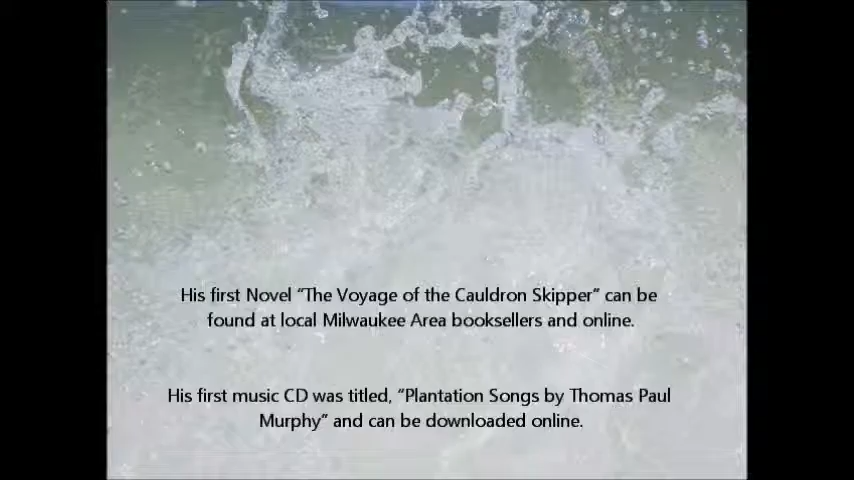 His first Novel “The Voyage of the Cauldron Skipper” can be
found at local Milwaukee Area booksellers and online.
His first music CD was titled, “Plantation Songs by Thomas Paul
Murphy” and can be downloaded online.